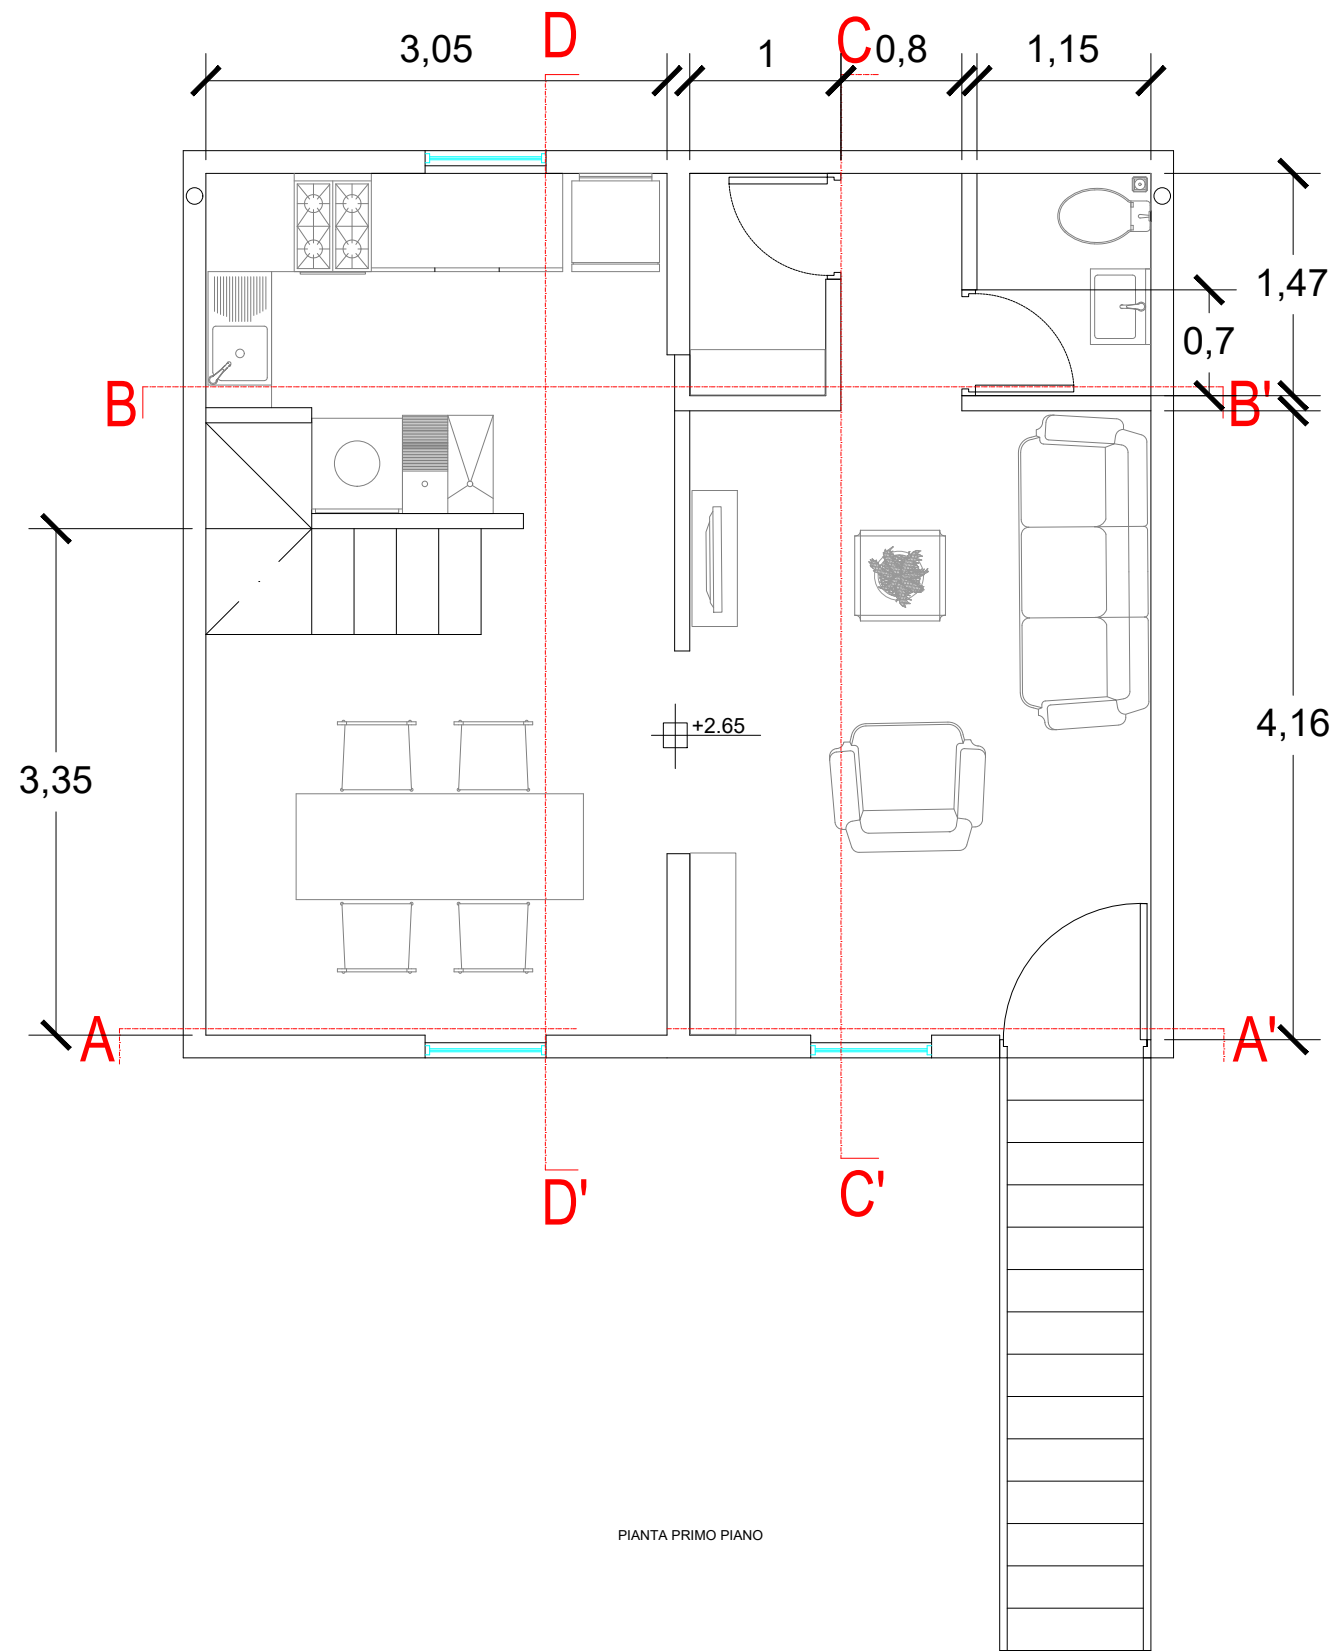 D
C
3,05
1
0,8
1,15
1,47
0,7
B
B'
+2.65
4,16
3,35
A
A'
D'
C'
PIANTA PRIMO PIANO